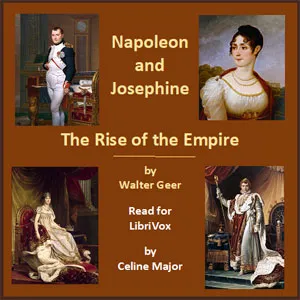 Napoleon
and
Josephine
The Rise of the Empire
by
Walter Geer
Read for
LibriVox
by
Celine Major